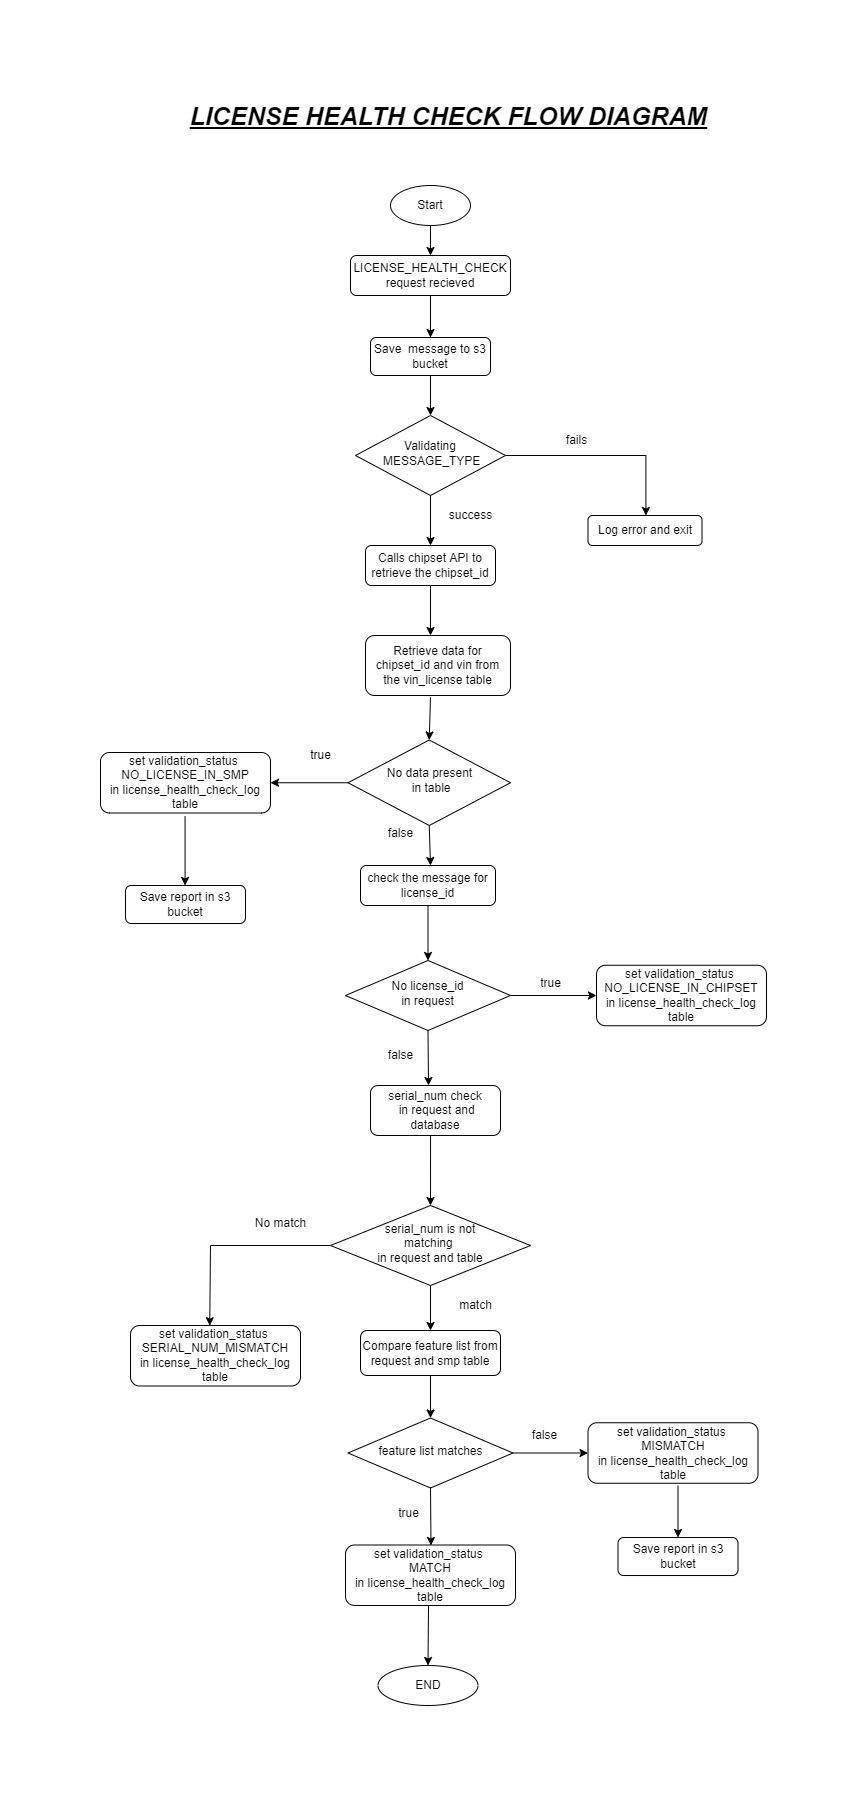 LICENSE HEALTH CHECK FLOW DIAGRAM
Start
LICENSE_HEALTH_CHECK
request recieved
Save  message to s3
bucket
Validating
MESSAGE_TYPE
fails
success
Log error and exit
Calls chipset API to
retrieve the chipset_id
Retrieve data for
chipset_id and vin from
the vin_license table
No data present
in table
true
set validation_status
NO_LICENSE_IN_SMP
in license_health_check_log
table
false
Save report in s3
bucket
check the message for
license_id
No license_id
in request
true
set validation_status
NO_LICENSE_IN_CHIPSET
in license_health_check_log
table
false
serial_num check
in request and
database
serial_num is not
matching
in request and table
No match
match
set validation_status
SERIAL_NUM_MISMATCH
in license_health_check_log
table
Compare feature list from
request and smp table
feature list matches
false
set validation_status
MISMATCH
in license_health_check_log
table
true
Save report in s3
bucket
set validation_status
MATCH
in license_health_check_log
table
END